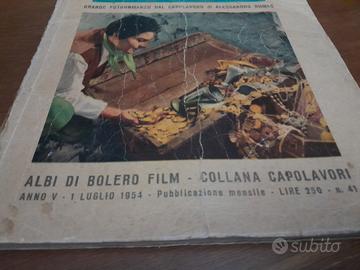 GRANDE FOTOROMANZO DAL CAPOLAVORO DI ALESSANDRO DUMAS
ALBI DI BOLERO FILM - COLLANA CAPOLAVORI
ANNO V - 1 LUGLIO 1954 - Pubblicazione mensile - LIRE 250 - n. 41
subito